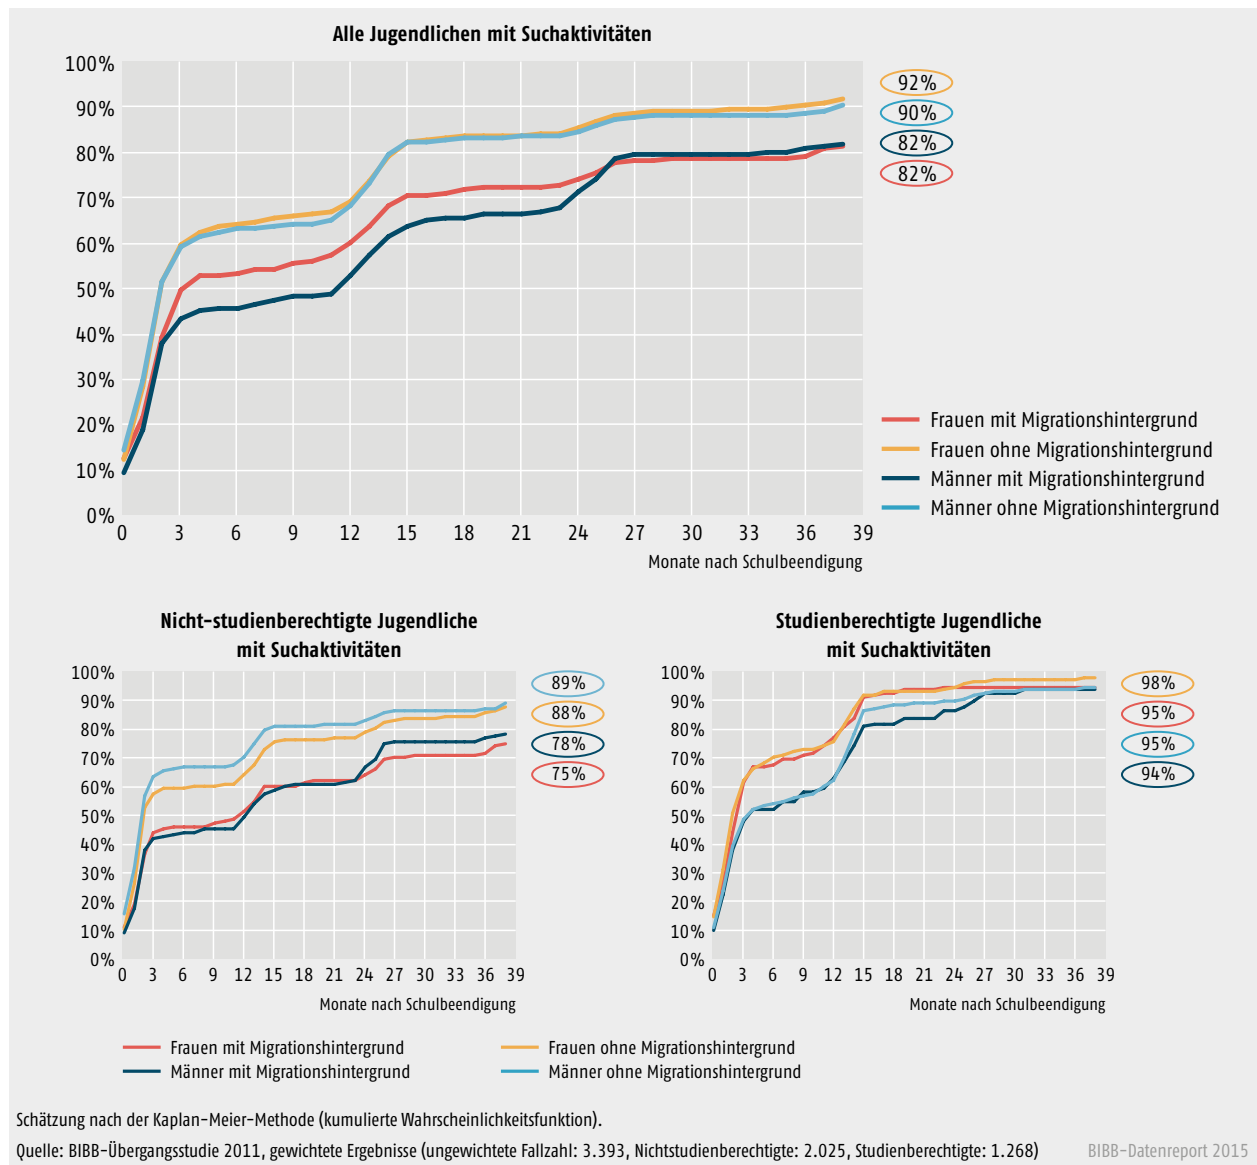 Alle Jugendlichen mit Suchaktivitäten
100%
90%
80%
70%
60%
50%
40%
30%
20%
10%
0%
0 3 6 9 12 15 18 21 24 27 30 33 36 39
Monate nach Schulbeendigung
92%
90%
82%
82%
Frauen mit Migrationshintergrund
Frauen ohne Migrationshintergrund
Männer mit Migrationshintergrund
Männer ohne Migrationshintergrund
Nicht-studienberechtigte Jugendliche
mit Suchaktivitäten
100%
90%
80%
70%
60%
50%
40%
30%
20%
10%
0%
0 3 6 9 12 15 18 21 24 27 30 33 36 39
Monate nach Schulbeendigung
89%
88%
78%
75%
Studienberechtigte Jugendliche
mit Suchaktivitäten
100%
90%
80%
70%
60%
50%
40%
30%
20%
10%
0%
0 3 6 9 12 15 18 21 24 27 30 33 36 39
Monate nach Schulbeendigung
98%
95%
95%
94%
Frauen mit Migrationshintergrund Frauen ohne Migrationshintergrund
Männer mit Migrationshintergrund Männer ohne Migrationshintergrund
Schätzung nach der Kaplan-Meier-Methode (kumulierte Wahrscheinlichkeitsfunktion).
Quelle: BIBB-Übergangsstudie 2011, gewichtete Ergebnisse (ungewichtete Fallzahl: 3.393, Nichtstudienberechtigte: 2.025, Studienberechtigte: 1.268) BIBB-Datenreport 2015